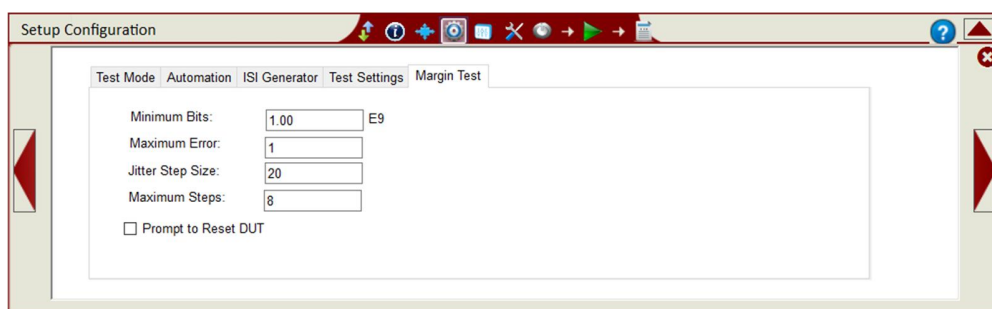 Setup Configuration
Test Mode Automation ISI Generator Test Settings Margin Test
Minimum Bits: 1.00 E9
Maximum Error: 1
Jitter Step Size: 20
Maximum Steps: 8
Prompt to Reset DUT